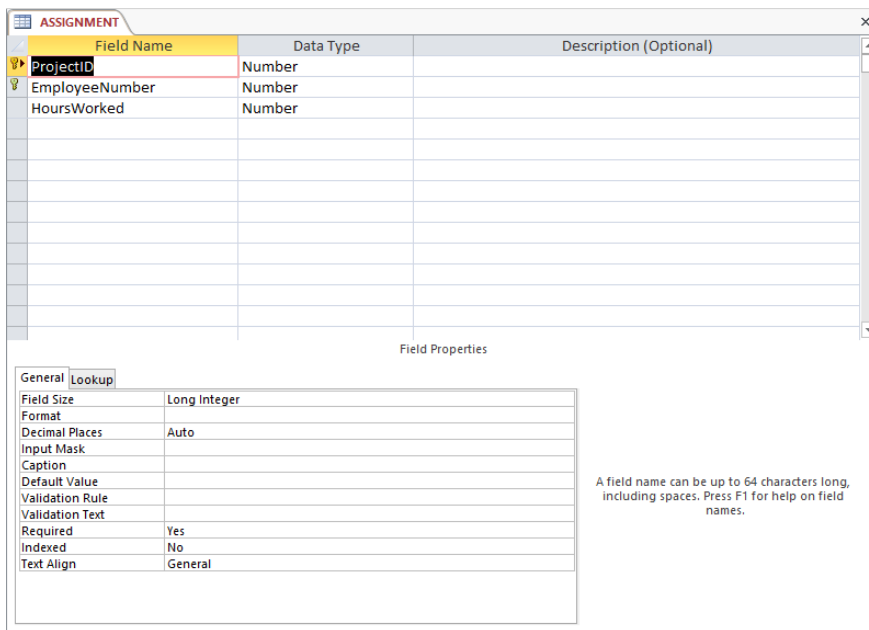 ASSIGNMENT
Field Name Data Type Description (Optional)
ProjectID Number
EmployeeNumber Number
HoursWorked Number
Field Properties
General Lookup
Field Size Long Integer
Format
Decimal Places Auto
Input Mask
Caption
Default Value
Validation Rule
Validation Text
Required Yes
Indexed No
Text Align General
A field name can be up to 64 characters long,
including spaces. Press F1 for help on field
names.